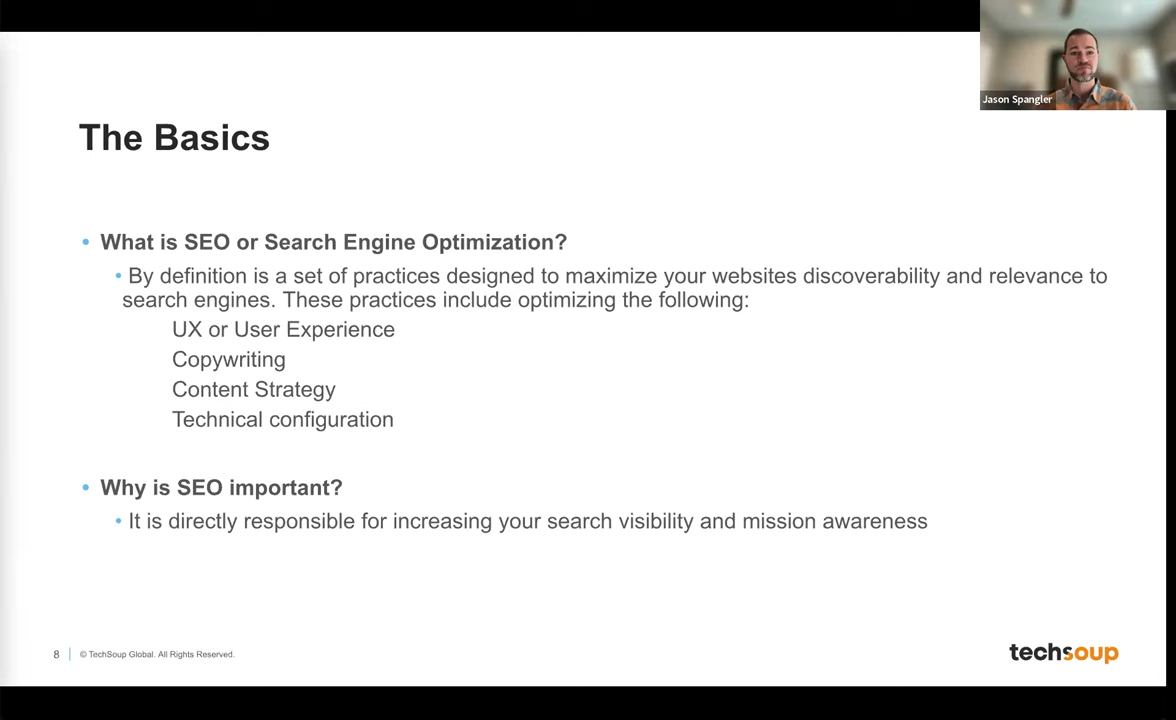 Jason Spangler
The Basics
• What is SEO or Search Engine Optimization?
• By definition is a set of practices designed to maximize your websites discoverability and relevance to
search engines. These practices include optimizing the following:
UX or User Experience
Copywriting
Content Strategy
Technical configuration
• Why is SEO important?
• It is directly responsible for increasing your search visibility and mission awareness
8 | © TechSoup Global. All Rights Reserved.
techsoup